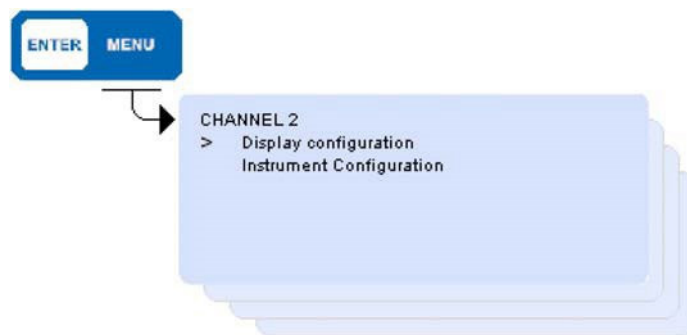 ENTER MENU
CHANNEL 2
> Display configuration
Instrument Configuration